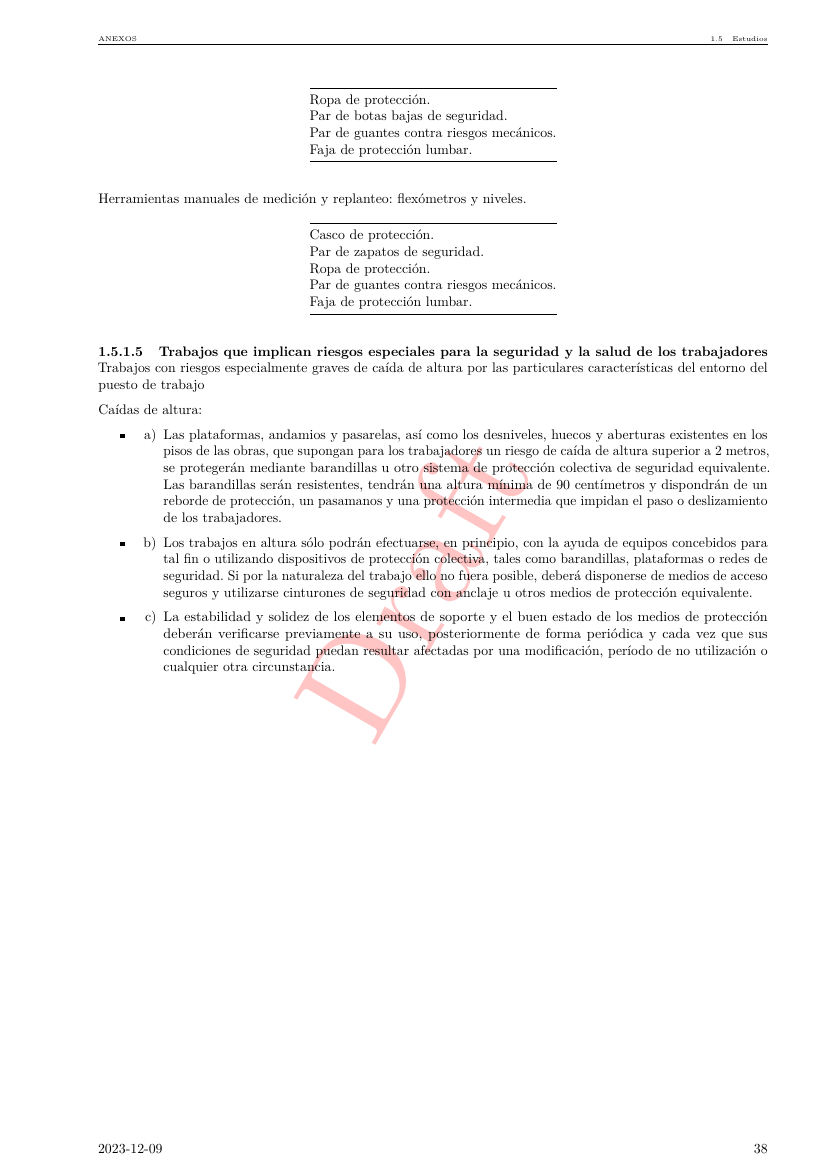 ANEXOS 1.5 Estudios
Ropa de protección.
Par de botas bajas de seguridad.
Par de guantes contra riesgos mecánicos.
Faja de protección lumbar.
Herramientas manuales de medición y replanteo: flexómetros y niveles.
Casco de protección.
Par de zapatos de seguridad.
Ropa de protección.
Par de guantes contra riesgos mecánicos.
Faja de protección lumbar.
1.5.1.5 Trabajos que implican riesgos especiales para la seguridad y la salud de los trabajadores
Trabajos con riesgos especialmente graves de caída de altura por las particulares características del entorno del
puesto de trabajo
Caídas de altura:
▪ a) Las plataformas, andamios y pasarelas, así como los desniveles, huecos y aberturas existentes en los
pisos de las obras, que supongan para los trabajadores un riesgo de caída de altura superior a 2 metros,
se protegerán mediante barandillas u otro sistema de protección colectiva de seguridad equivalente.
Las barandillas serán resistentes, tendrán una altura mínima de 90 centímetros y dispondrán de un
reborde de protección, un pasamanos y una protección intermedia que impidan el paso o deslizamiento
de los trabajadores.
▪ b) Los trabajos en altura sólo podrán efectuarse, en principio, con la ayuda de equipos concebidos para
tal fin o utilizando dispositivos de protección colectiva, tales como barandillas, plataformas o redes de
seguridad. Si por la naturaleza del trabajo ello no fuera posible, deberá disponerse de medios de acceso
seguros y utilizarse cinturones de seguridad con anclaje u otros medios de protección equivalente.
▪ c) La estabilidad y solidez de los elementos de soporte y el buen estado de los medios de protección
deberán verificarse previamente a su uso, posteriormente de forma periódica y cada vez que sus
condiciones de seguridad puedan resultar afectadas por una modificación, período de no utilización o
cualquier otra circunstancia.
Draft
2023-12-09 38